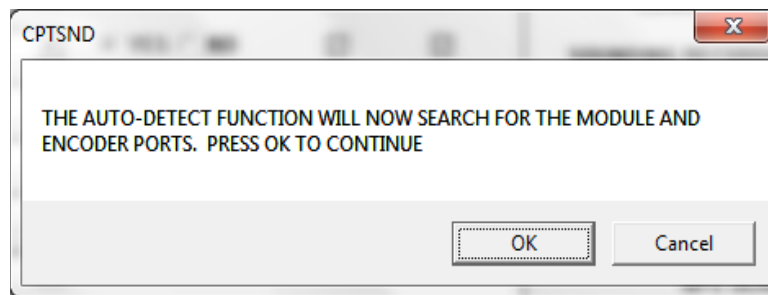 CPTSND
THE AUTO-DETECT FUNCTION WILL NOW SEARCH FOR THE MODULE AND
ENCODER PORTS.  PRESS OK TO CONTINUE
OK
Cancel